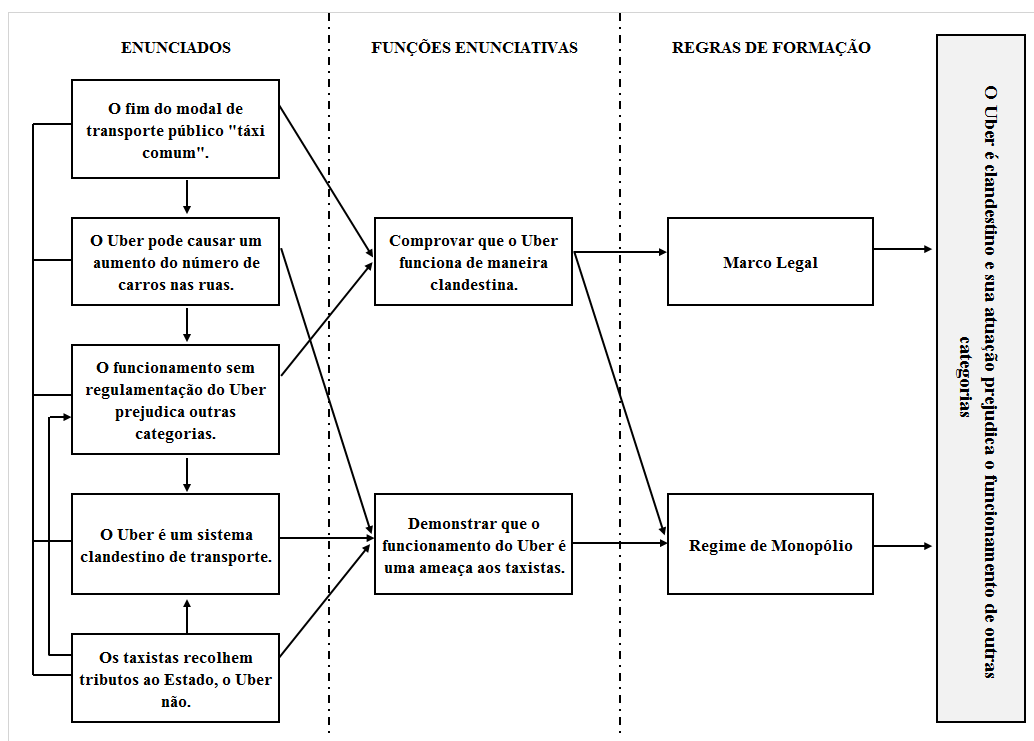 ENUNCIADOS
FUNÇÕES ENUNCIATIVAS
REGRAS DE FORMAÇÃO
O fim do modal de
transporte público "táxi
comum".
O Uber pode causar um
aumento do número de
carros nas ruas.
O funcionamento sem
regulamentação do Uber
prejudica outras
categorias.
O Uber é um sistema
clandestino de transporte.
Os taxistas recolhem
tributos ao Estado, o Uber
não.
Comprovar que o Uber
funciona de maneira
clandestina.
Demonstrar que o
funcionamento do Uber é
uma ameaça aos taxistas.
Marco Legal
Regime de Monopólio
O Uber é clandestino e sua atuação prejudica o funcionamento de outras
categorias